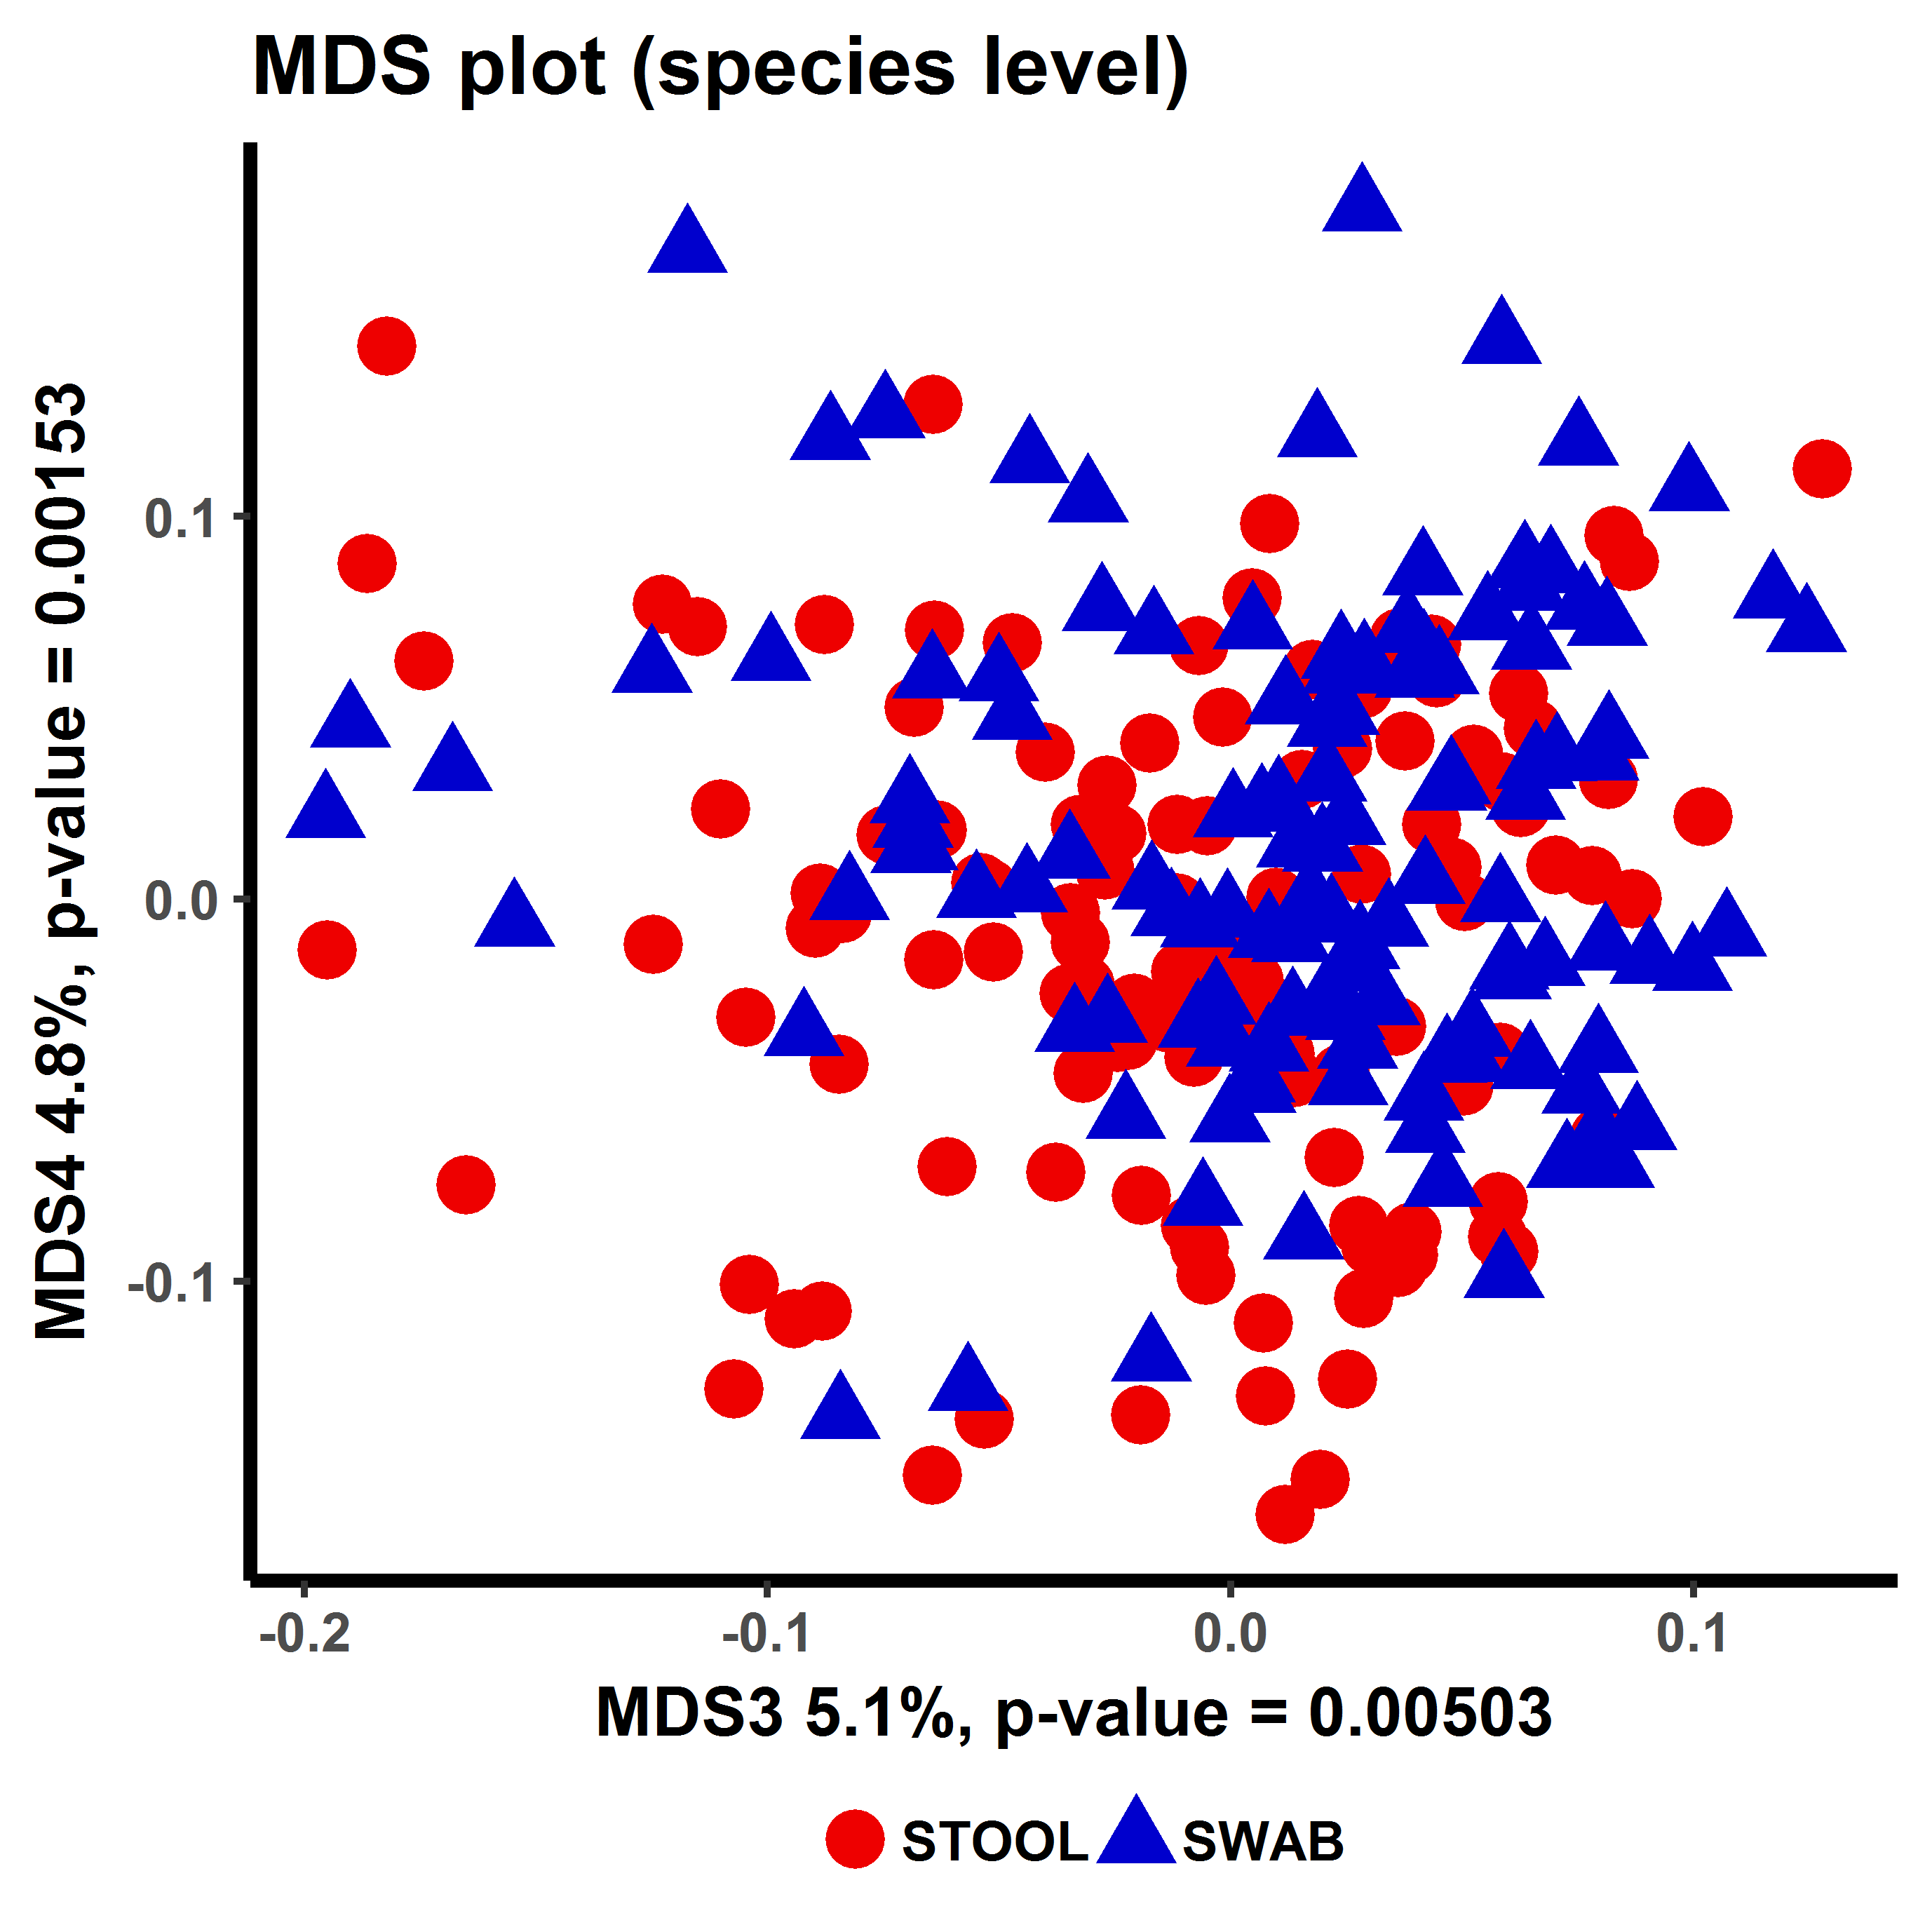 MDS plot (species level)
MDS4 4.8%, p-value = 0.00153
0.1
0.0
-0.1
-0.2
-0.1
0.0
0.1
MDS3 5.1%, p-value = 0.00503
STOOL SWAB